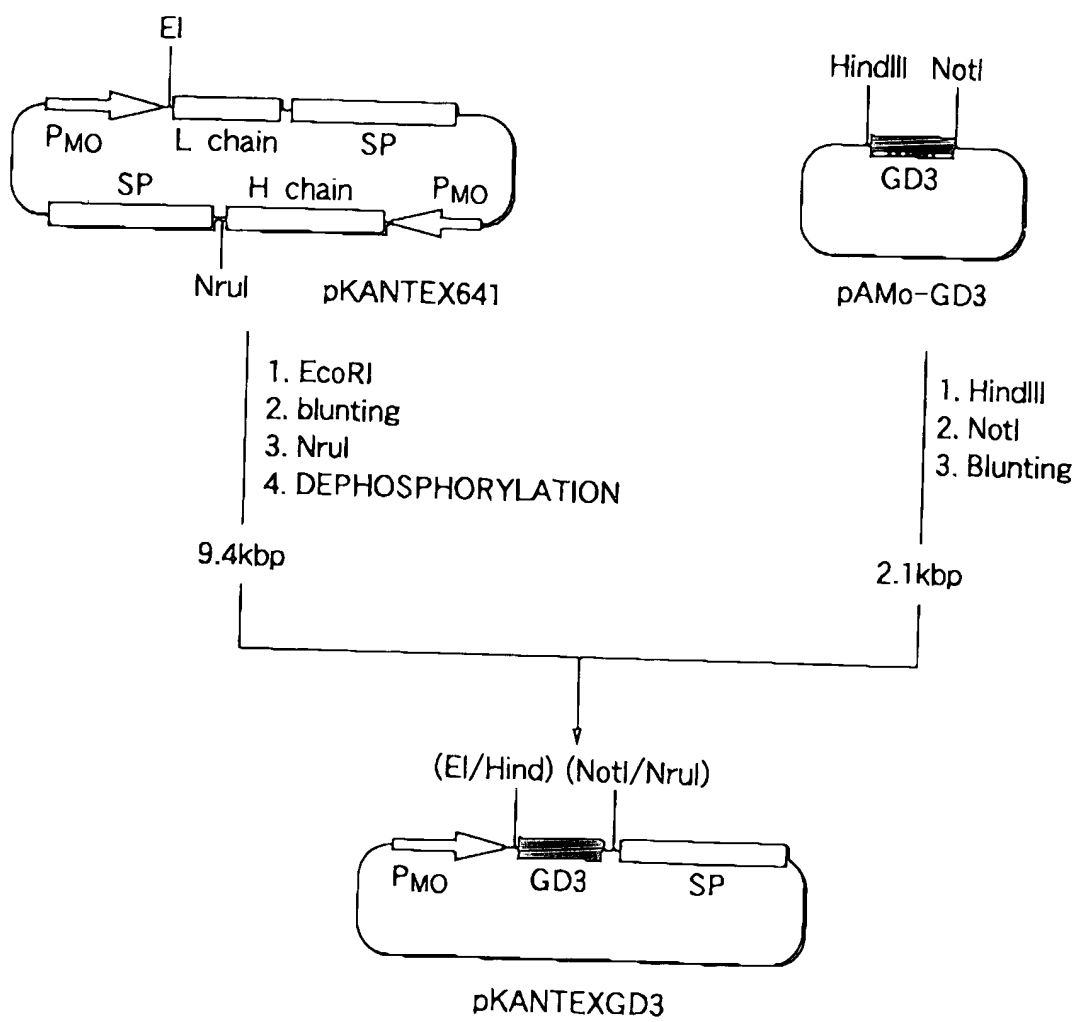 EI
HindIII NotI
PMO L chain SP
GD3
SP H chain PMO
NruI pKANTEX641
pAMo-GD3
1. EcoRI
2. blunting
3. NruI
4. DEPHOSPHORYLATION
1. HindIII
2. NotI
3. Blunting
9.4kbp
2.1kbp
(EI/Hind) (NotI/NruI)
PMO GD3 SP
pKANTEXGD3